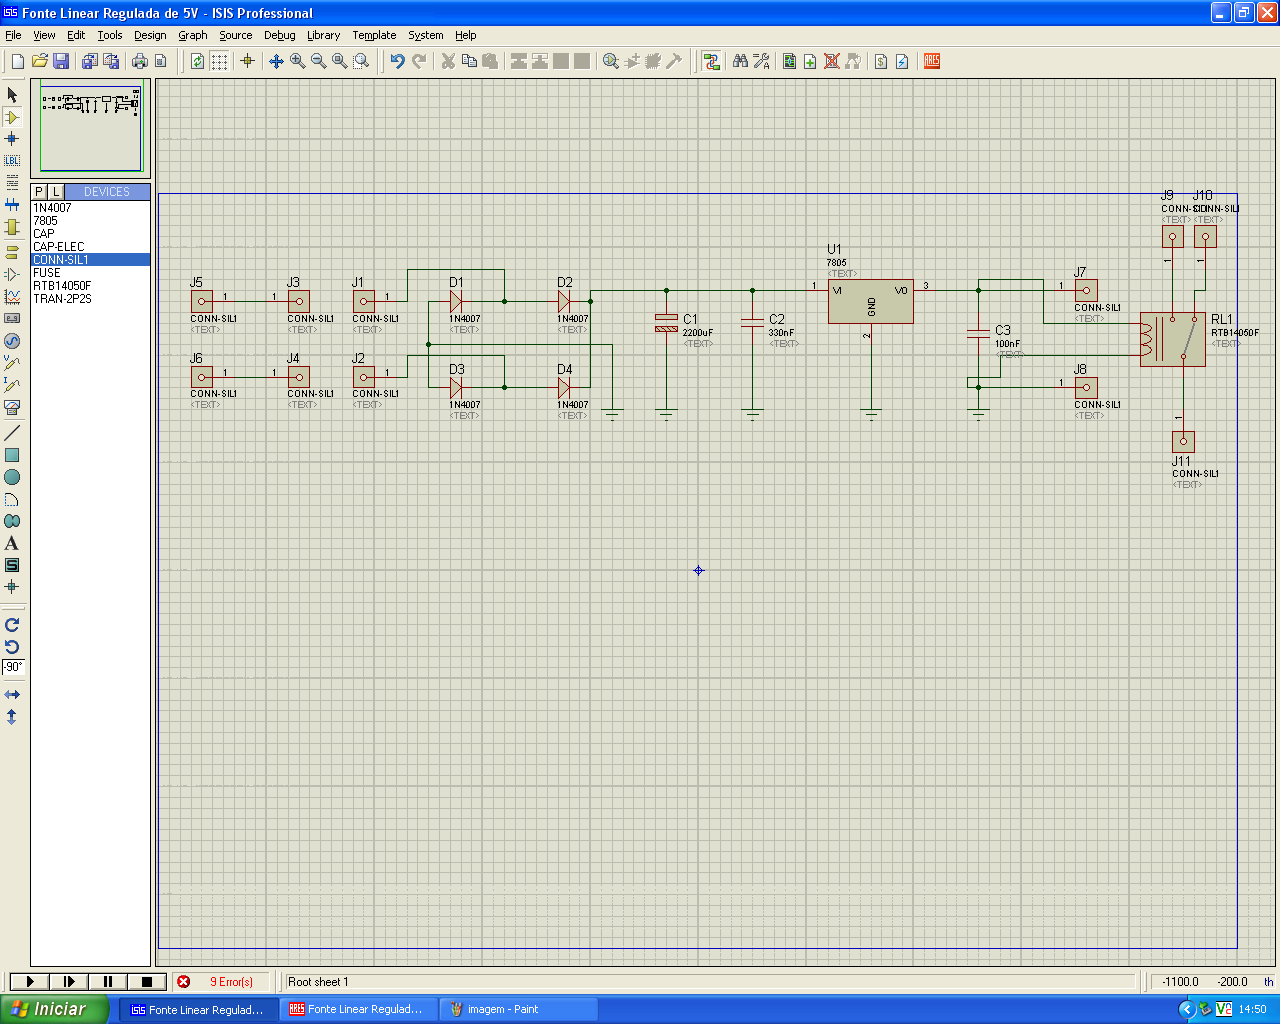 Fonte Linear Regulada de 5V - ISIS Professional
File View Edit Tools Design Graph Source Debug Library Template System Help
P L DEVICES
1N4007
7805
CAP
CAP-ELEC
CONN-SIL1
FUSE
RTB14050F
TRAN-2P2S
LBL
A
S
-90°
$
ARES
J9 J10
<TEXT> <TEXT>
1 1
U1
7805
<TEXT>
1 VI VO 3
GND
2
J5 1
CONN-SIL1
<TEXT>
J3 1
CONN-SIL1
<TEXT>
J1 1
CONN-SIL1
<TEXT>
D1
1N4007
<TEXT>
D2
1N4007
<TEXT>
J6 1
CONN-SIL1
<TEXT>
J4 1
CONN-SIL1
<TEXT>
J2 1
CONN-SIL1
<TEXT>
D3
1N4007
<TEXT>
D4
1N4007
<TEXT>
C1
2200uF
<TEXT>
C2
330nF
<TEXT>
C3
100nF
<TEXT>
J7
1
CONN-SIL1
<TEXT>
J8
1
CONN-SIL1
<TEXT>
RL1
RTB14050F
<TEXT>
1
J11
CONN-SIL1
<TEXT>
9 Error(s) Root sheet 1 -1100.0 -200.0 th
Iniciar isis Fonte Linear Regulad... ARES Fonte Linear Regulad... imagem - Paint 14:50